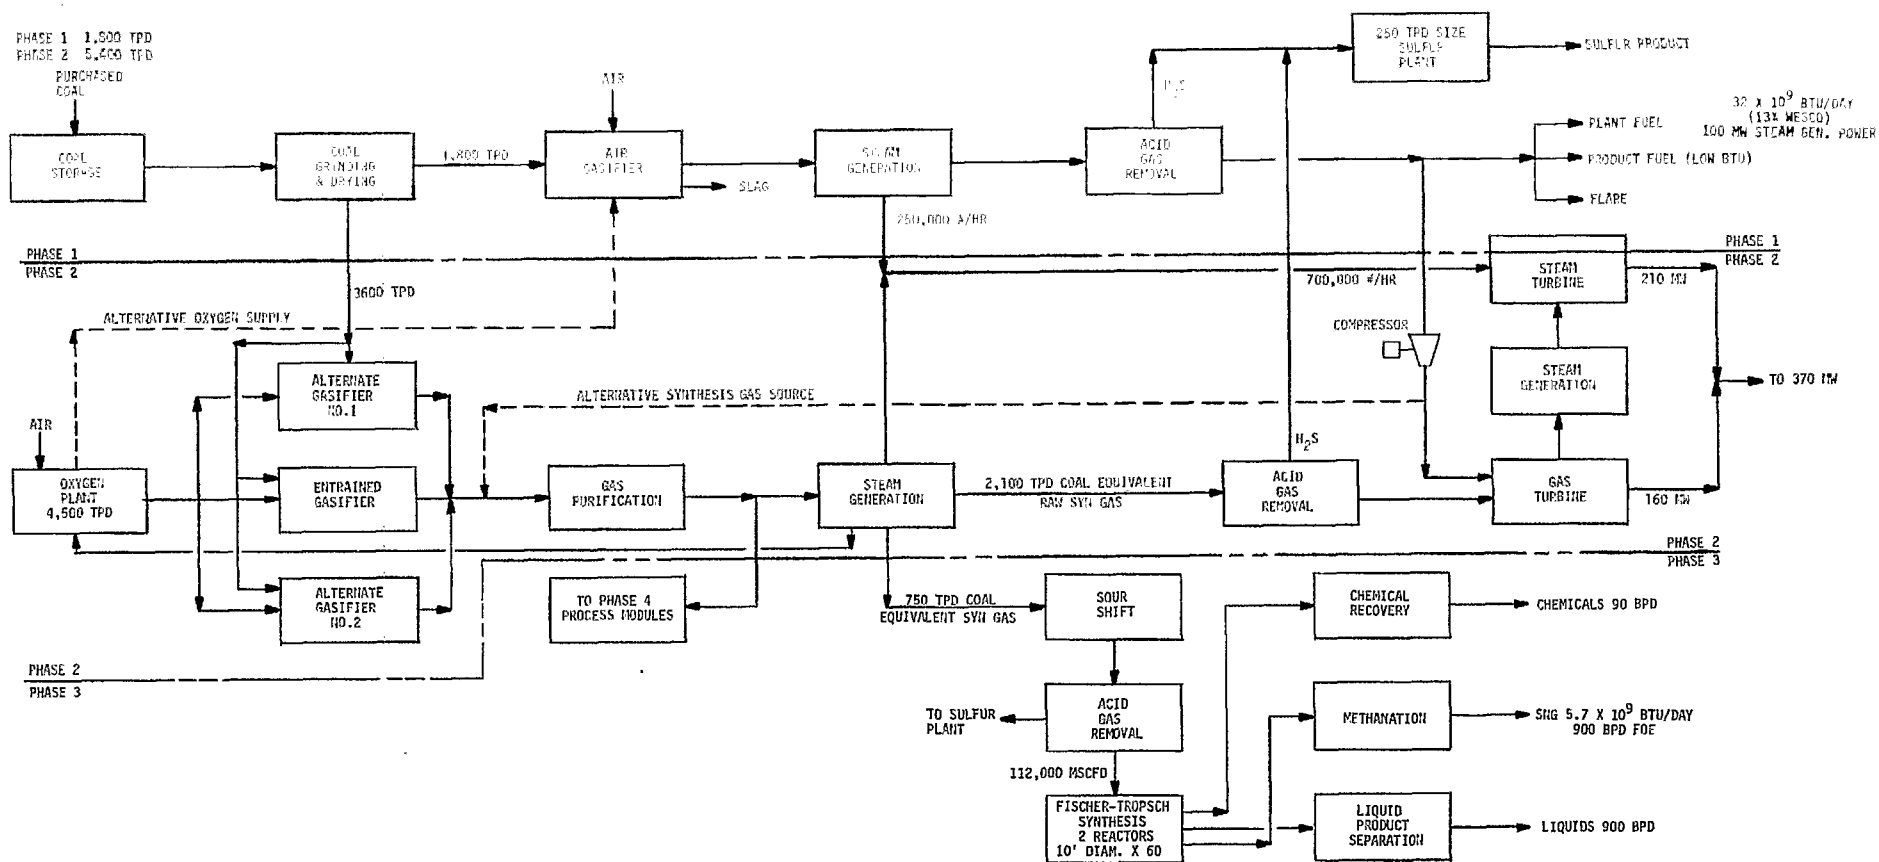 PHASE 1 1,800 TPD
PHASE 2 5,400 TPD
PURCHASED
COAL
COAL
STORAGE
COAL
GRINDING
& DRYING
1,800 TPD
AIR
AIR
GASIFIER
SLAG
STEAM
GENERATION
250,000 #/HR
ACID
GAS
REMOVAL
H2S
250 TPD SIZE
SULFUR
PLANT
SULFUR PRODUCT
32 X 10^9 BTU/DAY
(13% WESCO)
100 MW STEAM GEN. POWER
PLANT FUEL
PRODUCT FUEL (LOW BTU)
FLARE
PHASE 1
PHASE 2
PHASE 1
PHASE 2
3600 TPD
700,000 #/HR
STEAM
TURBINE
210 MW
ALTERNATIVE OXYGEN SUPPLY
COMPRESSOR
ALTERNATE
GASIFIER
NO.1
ALTERNATIVE SYNTHESIS GAS SOURCE
STEAM
GENERATION
TO 370 MW
AIR
OXYGEN
PLANT
4,500 TPD
ENTRAINED
GASIFIER
GAS
PURIFICATION
STEAM
GENERATION
2,100 TPD COAL EQUIVALENT
RAW SYN GAS
H2S
ACID
GAS
REMOVAL
GAS
TURBINE
160 MW
PHASE 2
PHASE 3
ALTERNATE
GASIFIER
NO.2
TO PHASE 4
PROCESS MODULES
750 TPD COAL
EQUIVALENT SYN GAS
SOUR
SHIFT
CHEMICAL
RECOVERY
CHEMICALS 90 BPD
PHASE 2
PHASE 3
TO SULFUR
PLANT
ACID
GAS
REMOVAL
METHANATION
SNG 5.7 X 10^9 BTU/DAY
900 BPD FOE
112,000 MSCFD
FISCHER-TROPSCH
SYNTHESIS
2 REACTORS
10' DIAM. X 60
LIQUID
PRODUCT
SEPARATION
LIQUIDS 900 BPD